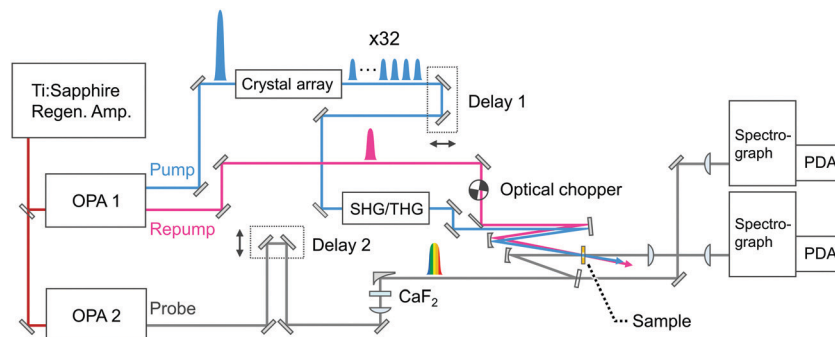 x32
Ti:Sapphire
Regen. Amp.
Crystal array
Delay 1
Spectro-
graph
PDA
Pump
OPA 1
Repump
Optical chopper
SHG/THG
Delay 2
Spectro-
graph
PDA
CaF₂
OPA 2
Probe
Sample